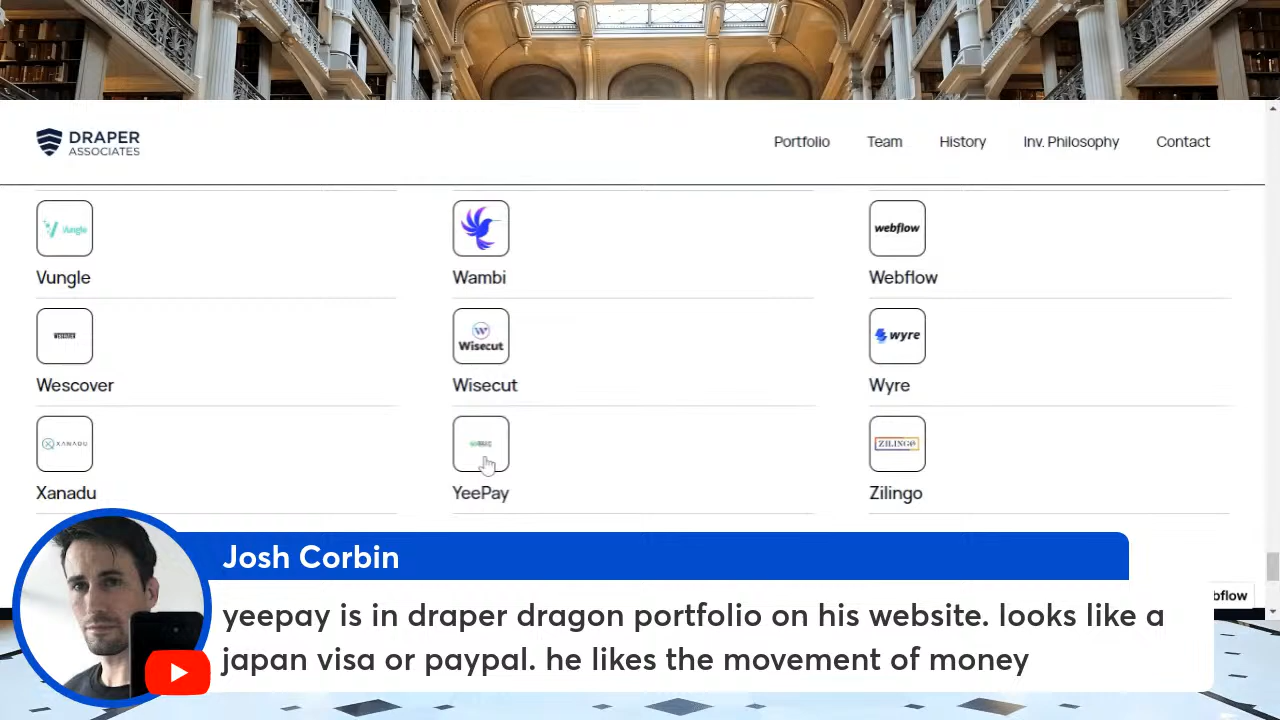 DRAPER
ASSOCIATES
Portfolio Team History Inv. Philosophy Contact
Vungle
webflow
Vungle Wambi Webflow
W
Wisecut
wyre
Wescover Wisecut Wyre
XANADU
ZILINGO
Xanadu YeePay Zilingo
Josh Corbin
bflow
yeepay is in draper dragon portfolio on his website. looks like a
japan visa or paypal. he likes the movement of money